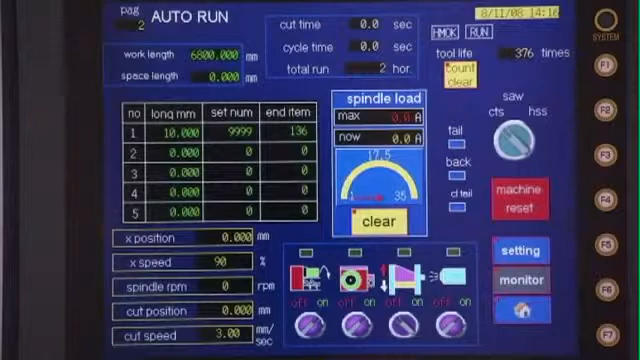 pag 2
AUTO RUN
8/11/08 14:16
work length 6800.000 mm
space length 0.000 mm
cut time 0.0 sec
cycle time 0.0 sec
total run 2 hor.
HMOK RUN
tool life 376 times
count clear
SYSTEM
F1
F2
F3
F4
F5
F6
F7
no long mm set num end item
1 10.000 9999 136
2 0.000 0 0
3 0.000 0 0
4 0.000 0 0
5 0.000 0 0
spindle load
max 0.0 A
now 0.0 A
17.5
35
clear
saw
cts hss
tail
back
cl tail
machine reset
x position 0.000 mm
x speed 90 %
spindle rpm 0 rpm
cut position 0.000 mm
cut speed 3.00 mm/sec
off on off on off on off on
setting
monitor